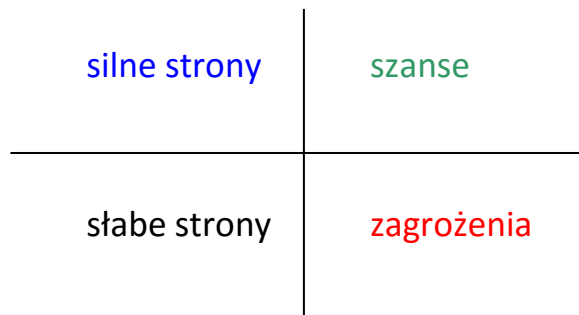 silne strony
szanse
słabe strony
zagrożenia